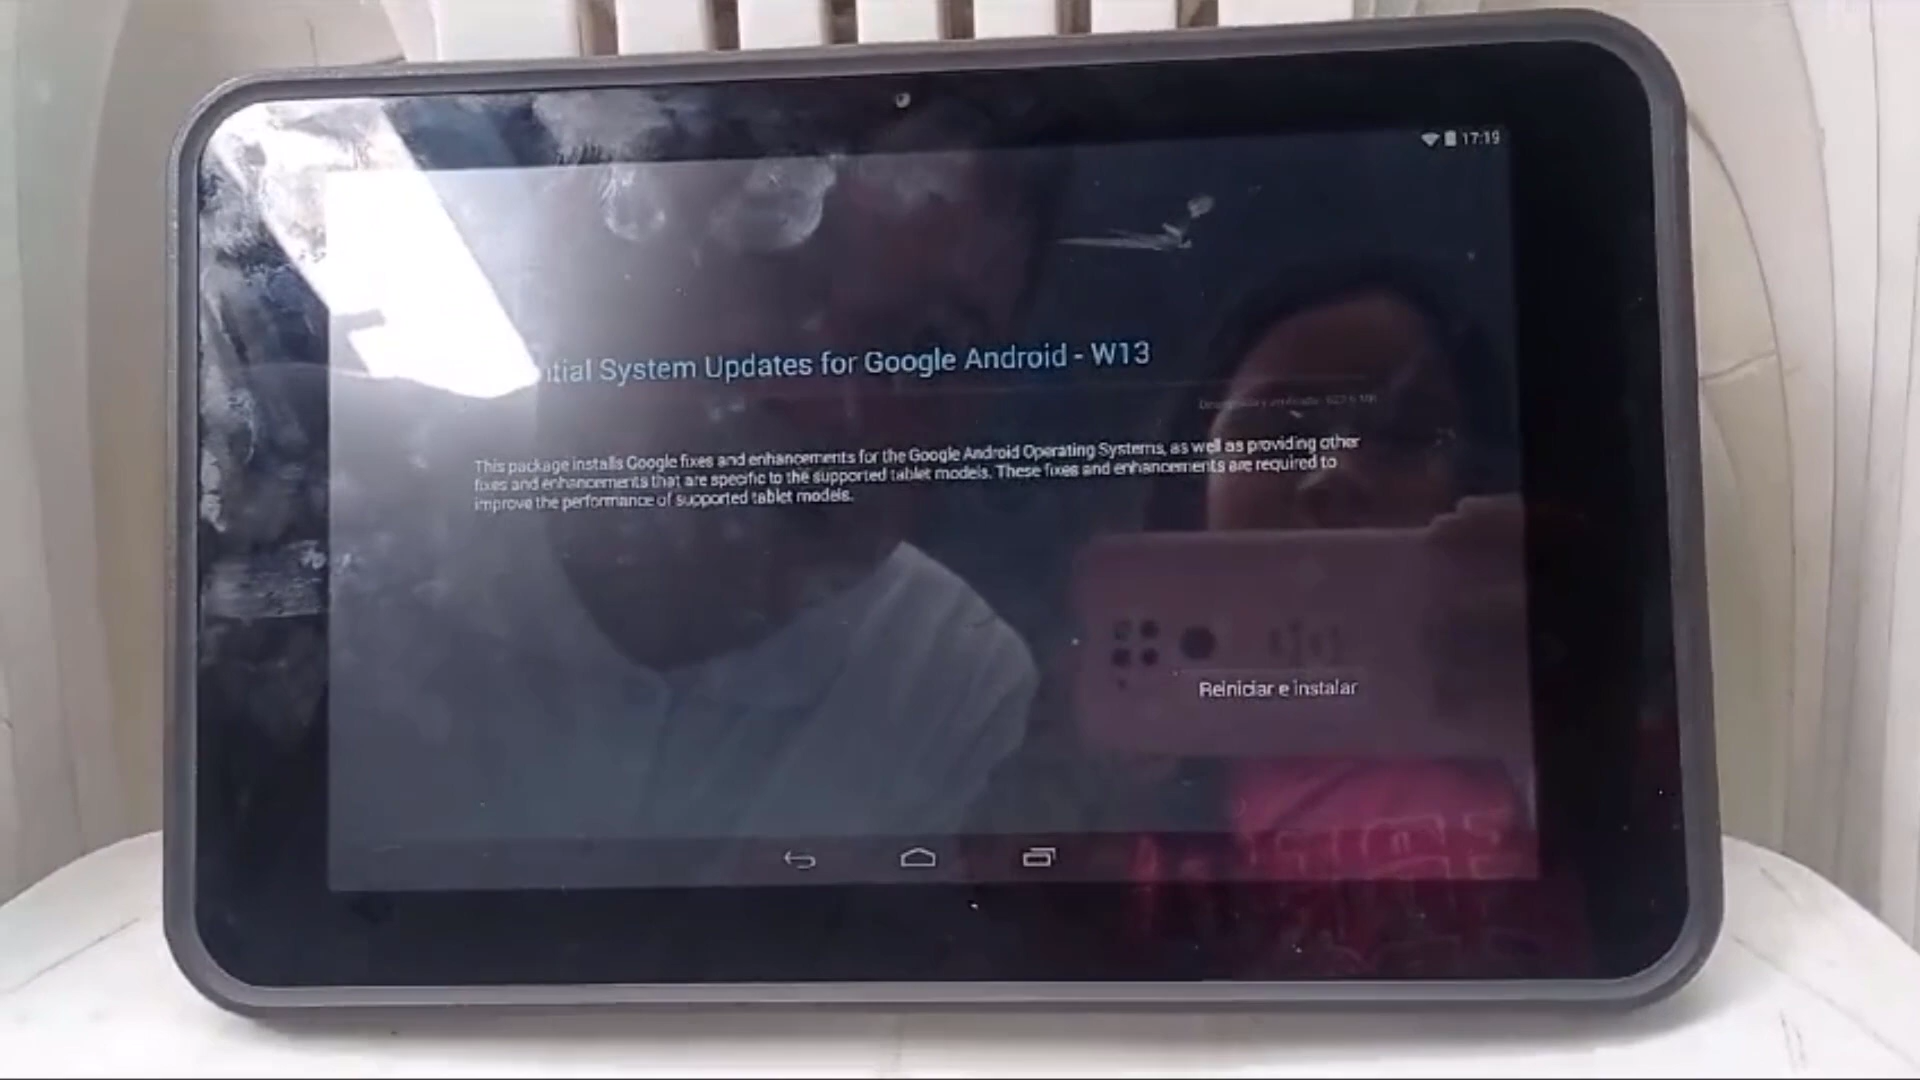 17:19
System Updates for Google Android - W13
This package installs Google fixes and enhancements for the Google Android Operating Systems, as well as providing other
fixes and enhancements that are specific to the supported tablet models. These fixes and enhancements are required to
improve the performance of supported tablet models.
Reiniciar e instalar